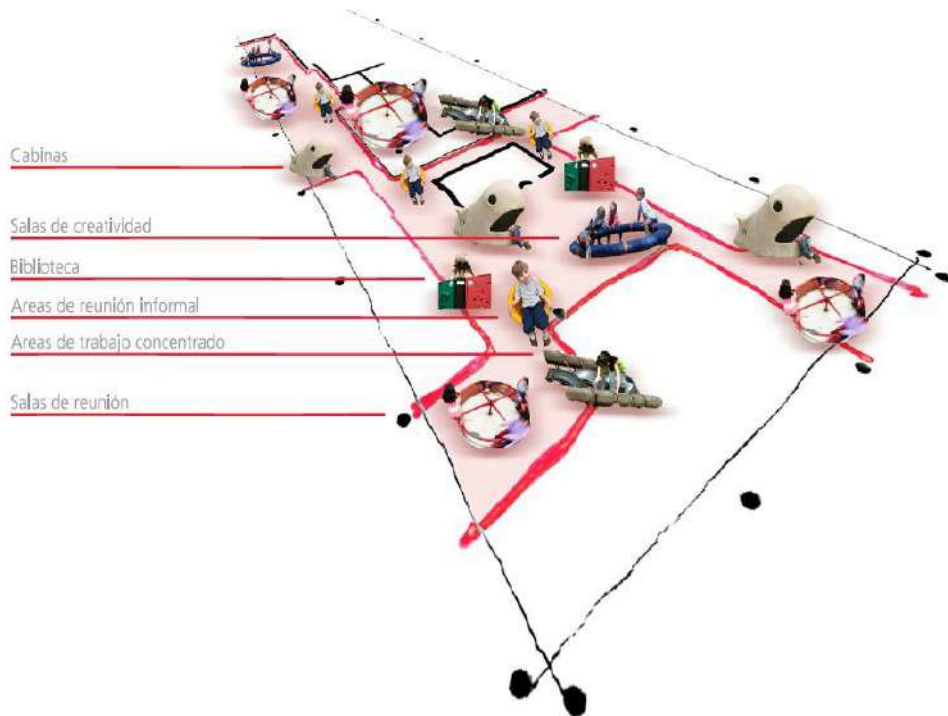 Cabinas
Salas de creatividad
Biblioteca
Areas de reunión informal
Areas de trabajo concentrado
Salas de reunión